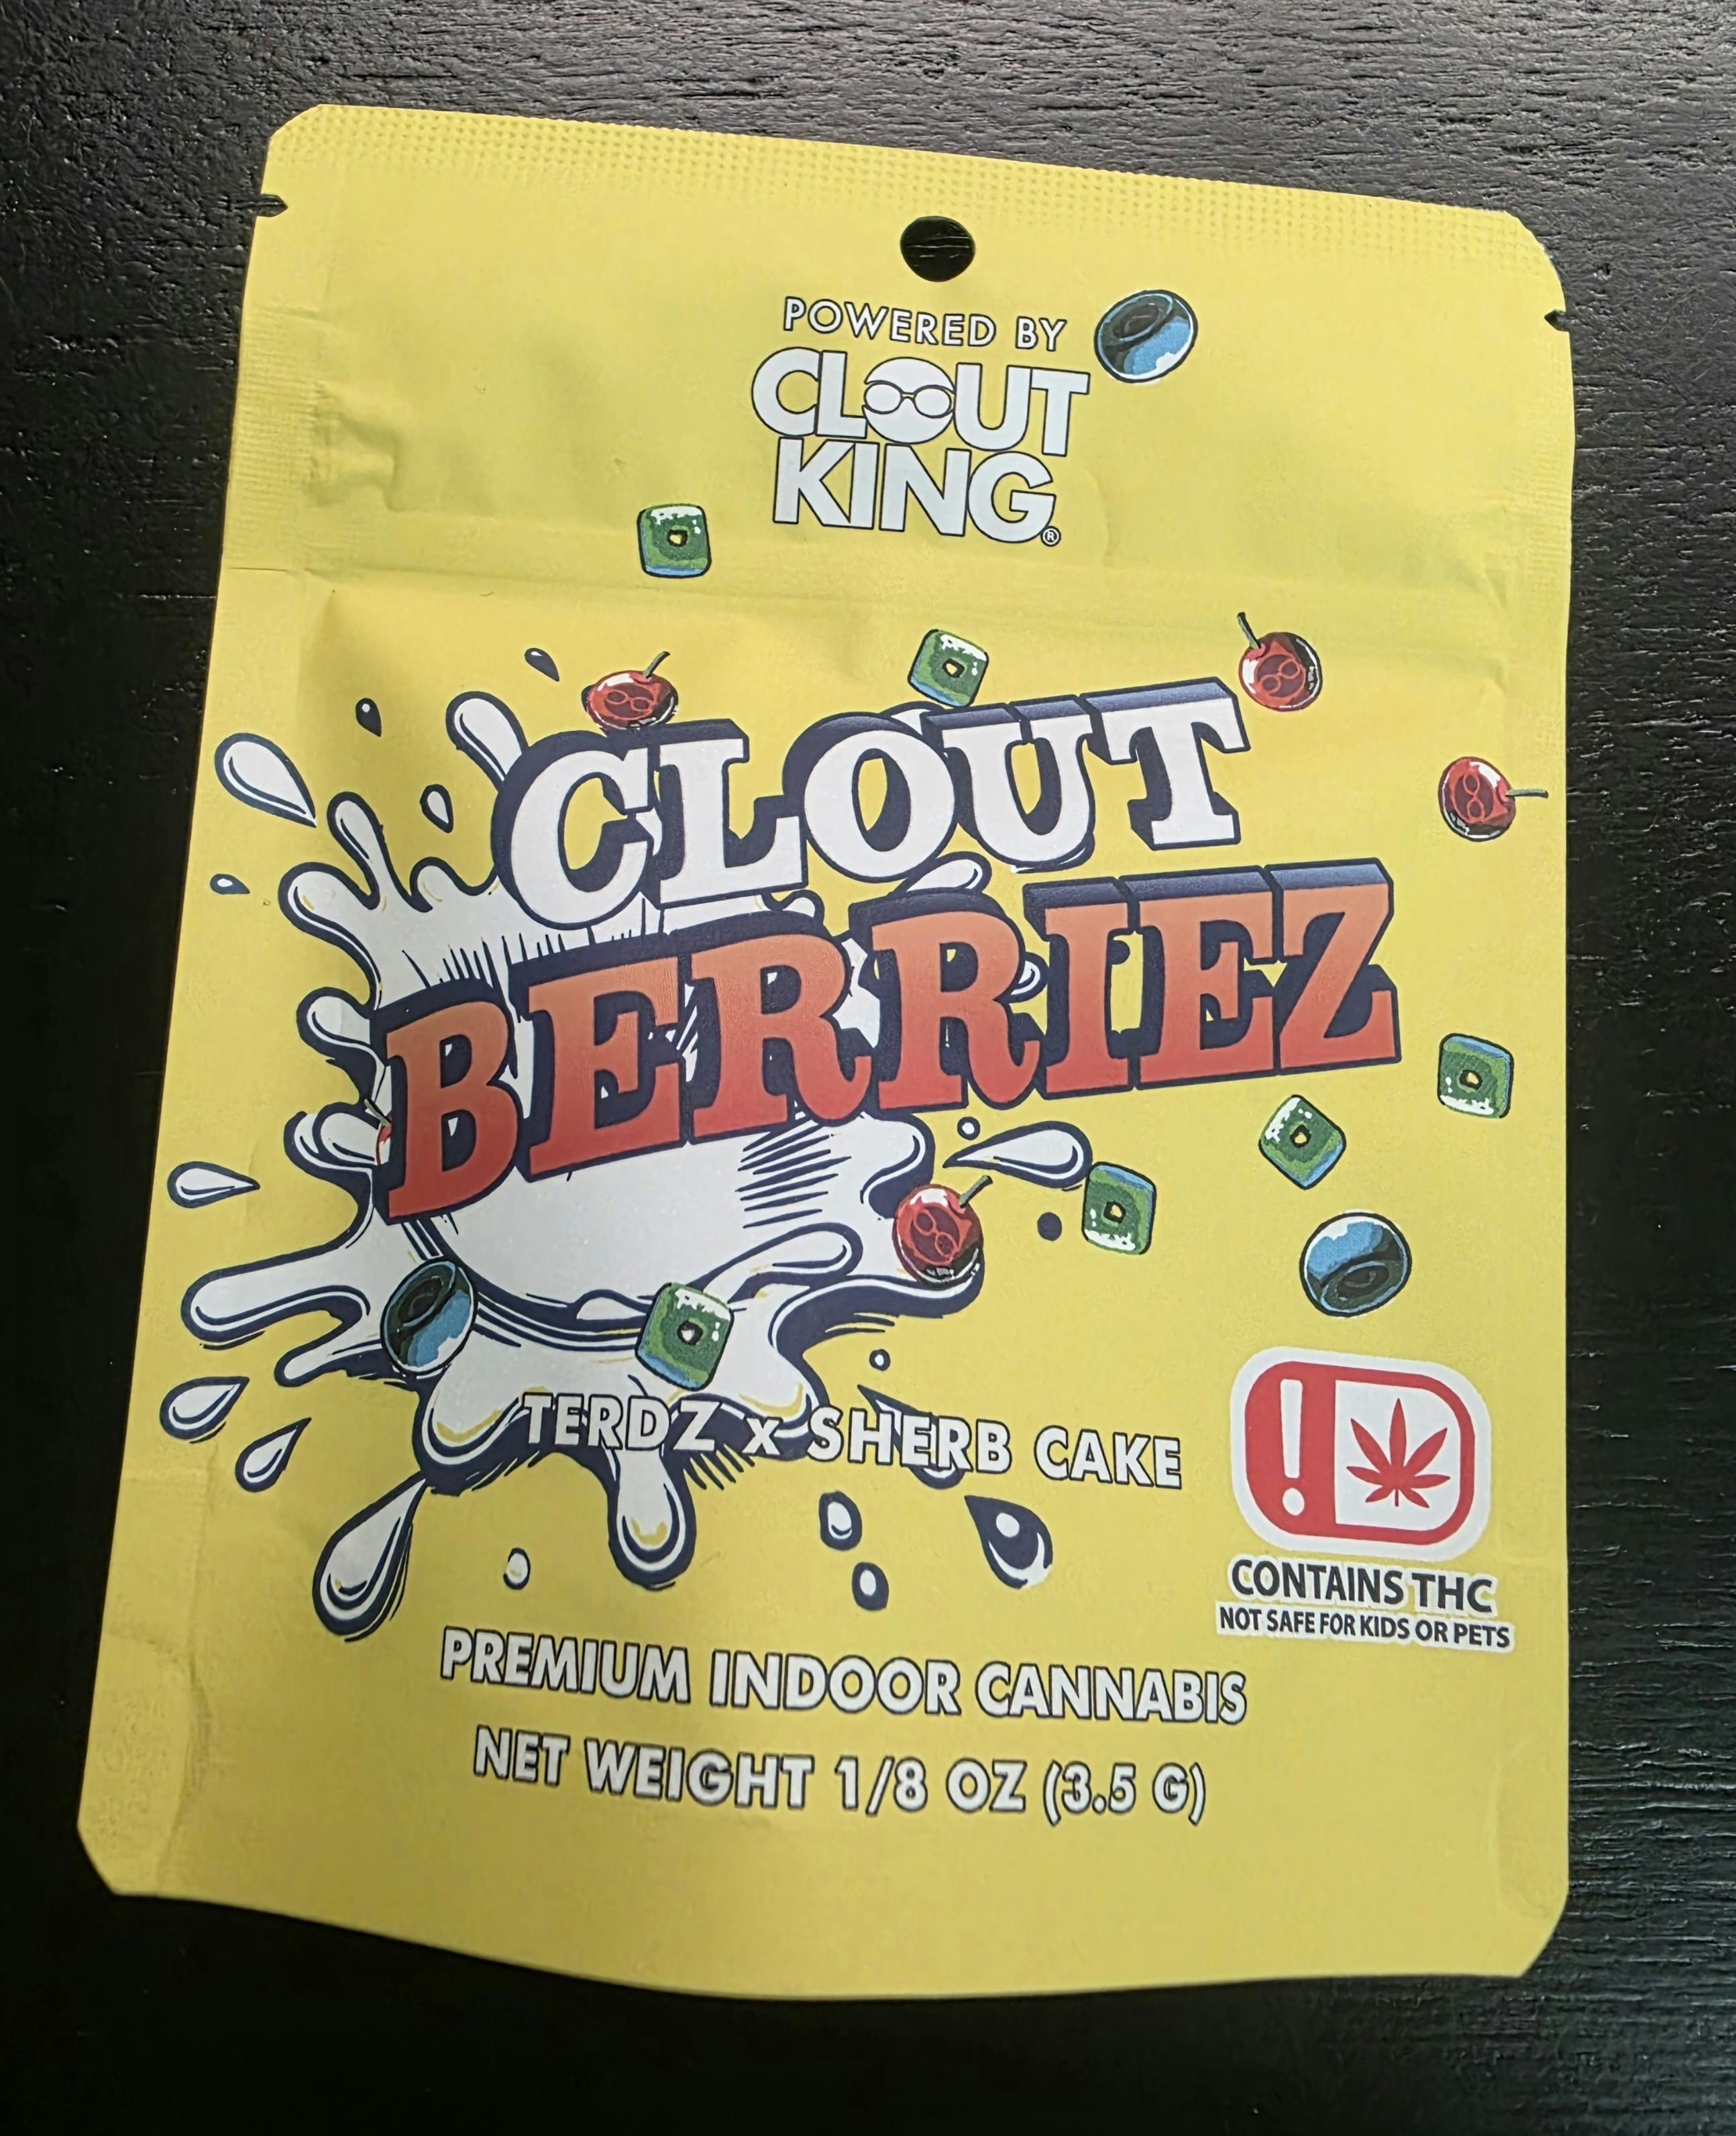 POWERED BY
CLOUT
KING®
CLOUT
BERRIEZ
TERDZ x SHERB CAKE
!
CONTAINS THC
NOT SAFE FOR KIDS OR PETS
PREMIUM INDOOR CANNABIS
NET WEIGHT 1/8 OZ (3.5 G)